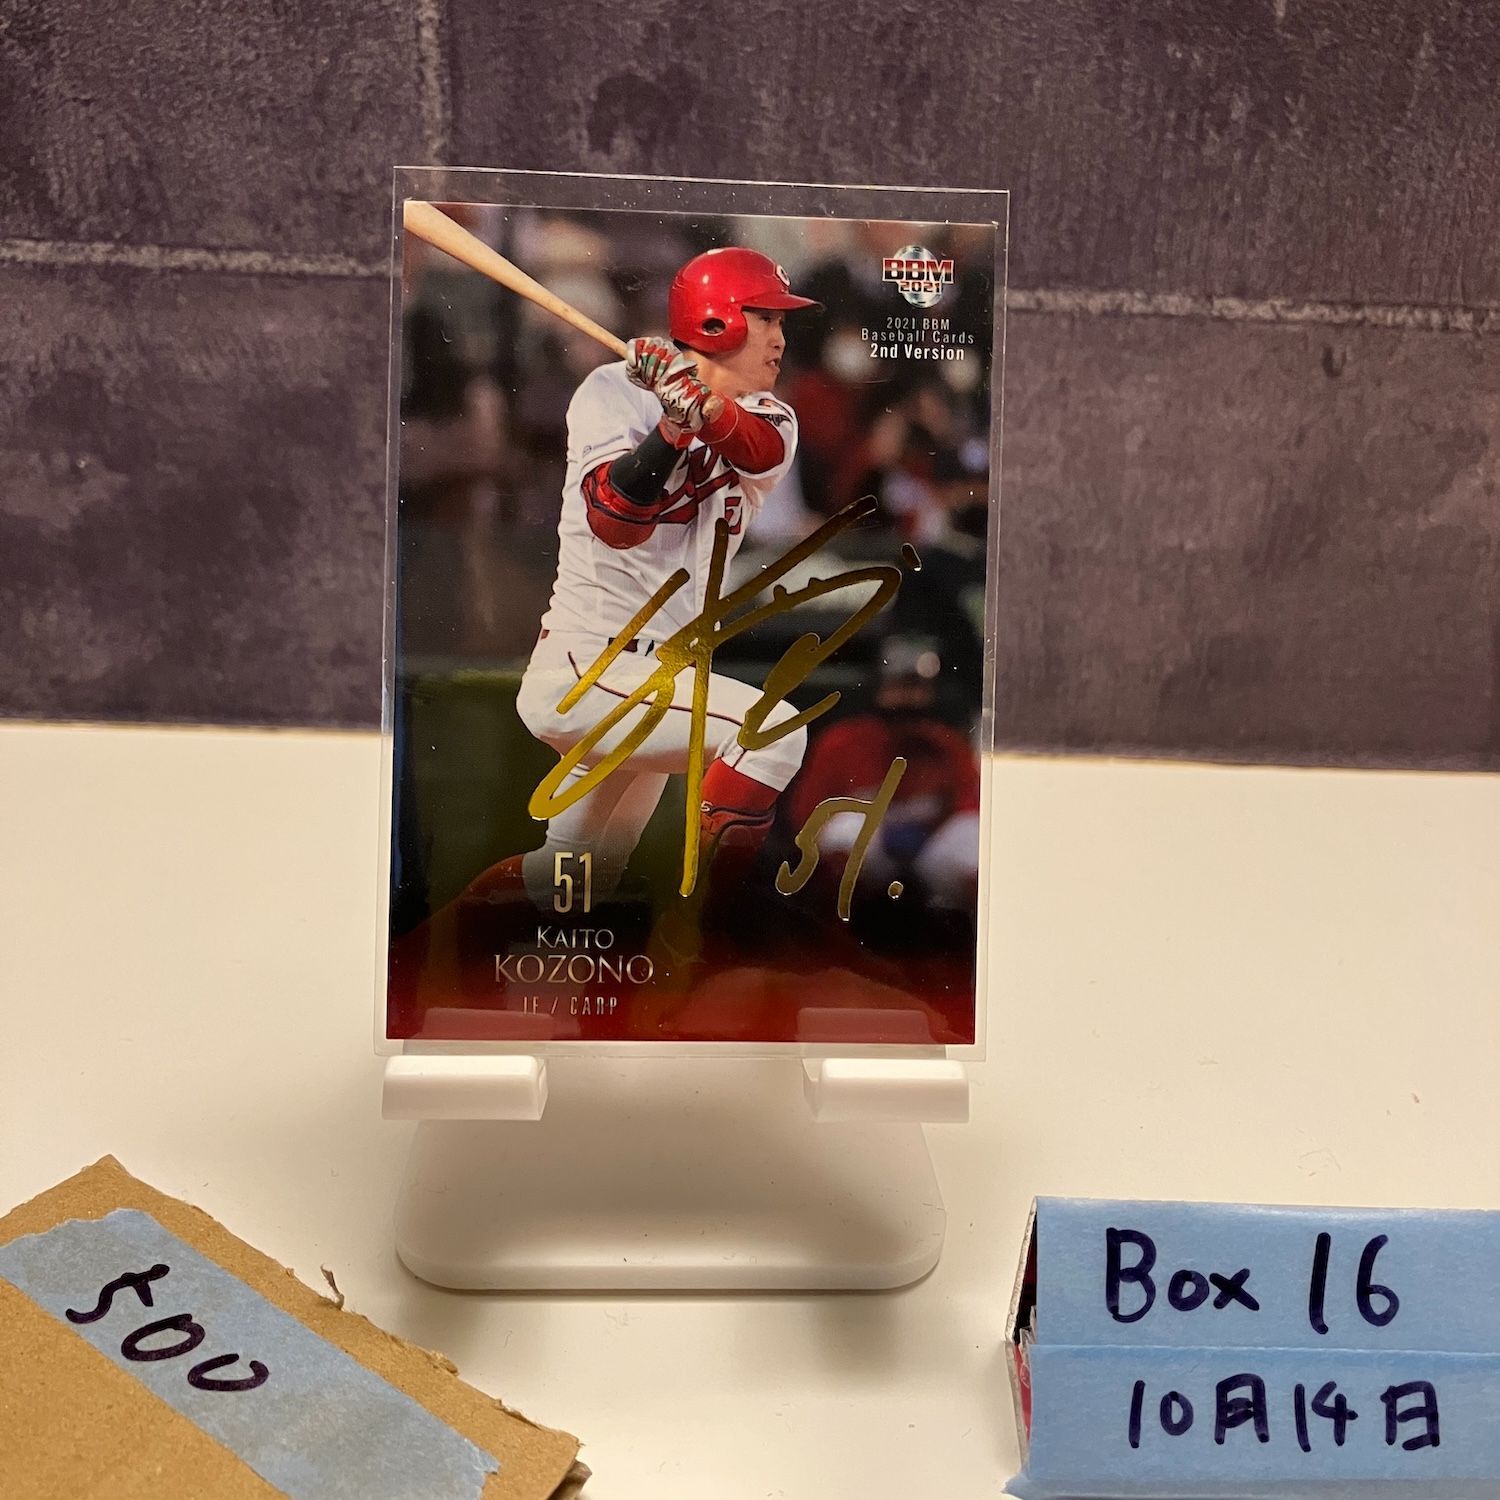 BBM
2021
2021 BBM
Baseball Cards
2nd Version
51.
51
KAITO
KOZONO
IF / CARP
500
Box 16
10月14日